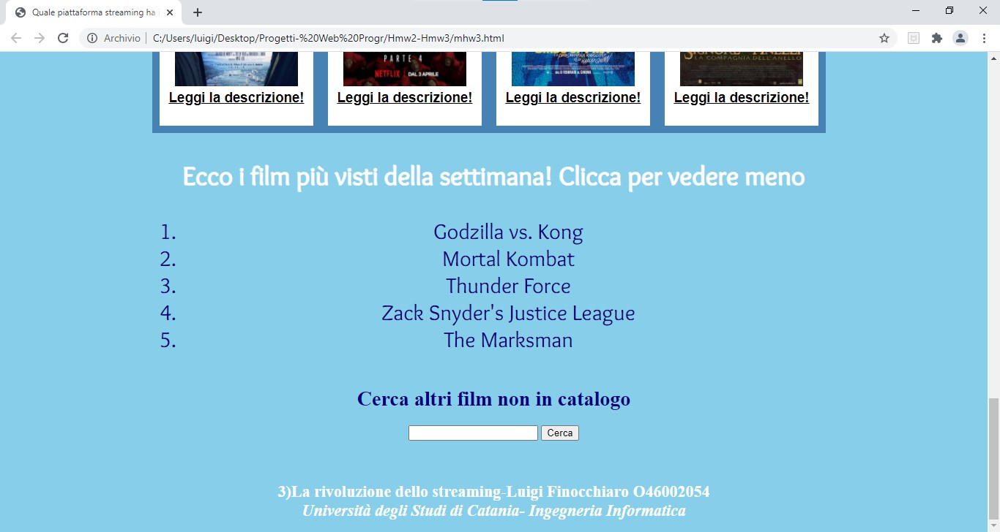 Quale piattaforma streaming ha
Archivio
C:/Users/luigi/Desktop/Progetti-%20Web%20Progr/Hmw2-Hmw3/mhw3.html
PARTE 4
NETFLIX DAL 3 APRILE
LA COMPAGNIA DELL'ANELLO
Leggi la descrizione! Leggi la descrizione! Leggi la descrizione! Leggi la descrizione!
Ecco i film più visti della settimana! Clicca per vedere meno
1. Godzilla vs. Kong
2. Mortal Kombat
3. Thunder Force
4. Zack Snyder's Justice League
5. The Marksman
Cerca altri film non in catalogo
Cerca
3)La rivoluzione dello streaming-Luigi Finocchiaro O46002054
Università degli Studi di Catania- Ingegneria Informatica